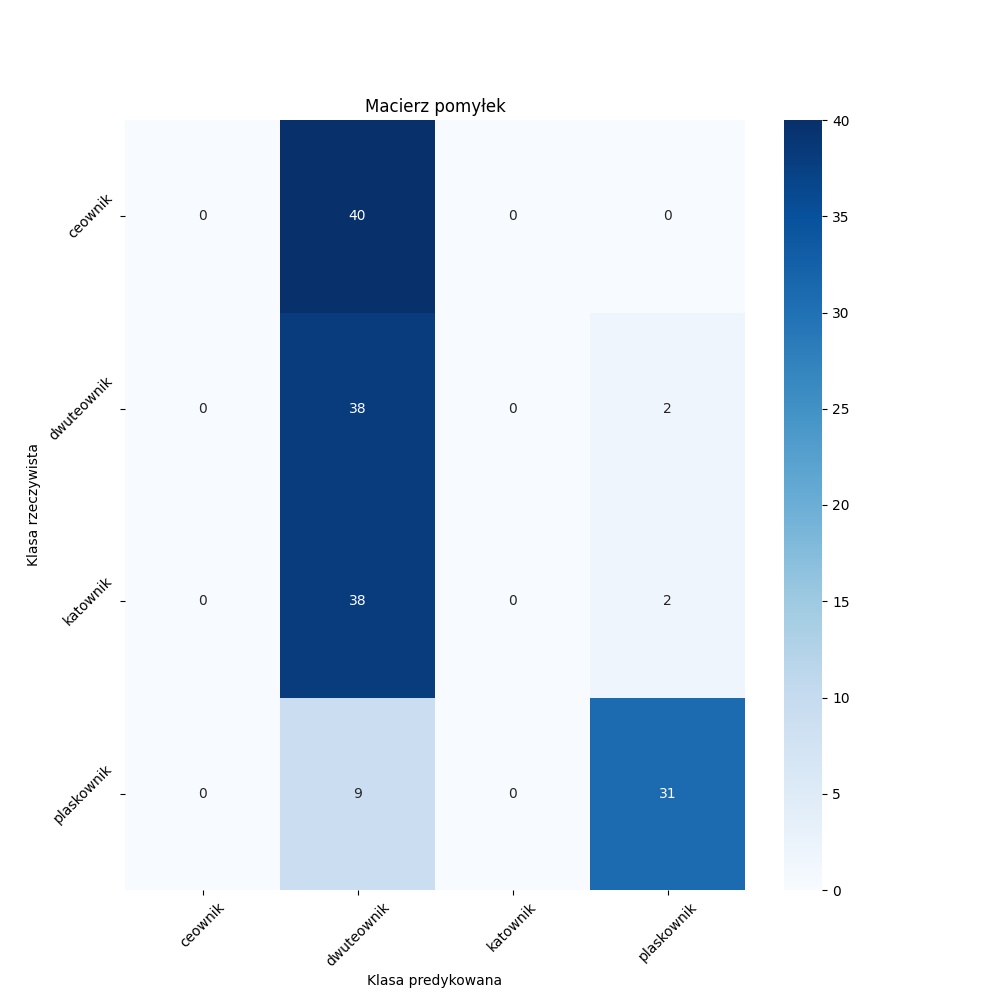 Macierz pomyłek
ceownik 0 40 0 0
dwuteownik 0 38 0 2
katownik 0 38 0 2
plaskownik 0 9 0 31
ceownik dwuteownik katownik plaskownik
Klasa predykowana
Klasa rzeczywista
40
35
30
25
20
15
10
5
0